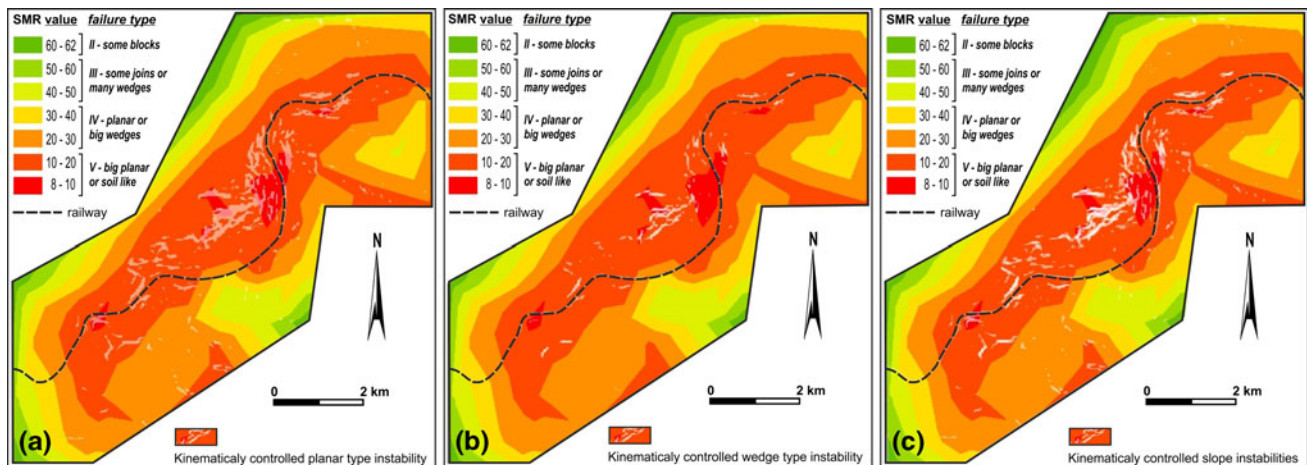 SMR value failure type
60 - 62 II - some blocks
50 - 60 III - some joins or
40 - 50 many wedges
30 - 40 IV - planar or
20 - 30 big wedges
10 - 20 V - big planar
8 - 10 or soil like
railway
N
0 2 km
(a)
Kinematicaly controlled planar type instability
SMR value failure type
60 - 62 II - some blocks
50 - 60 III - some joins or
40 - 50 many wedges
30 - 40 IV - planar or
20 - 30 big wedges
10 - 20 V - big planar
8 - 10 or soil like
railway
N
0 2 km
(b)
Kinematicaly controlled wedge type instability
SMR value failure type
60 - 62 II - some blocks
50 - 60 III - some joins or
40 - 50 many wedges
30 - 40 IV - planar or
20 - 30 big wedges
10 - 20 V - big planar
8 - 10 or soil like
railway
N
0 2 km
(c)
Kinematicaly controlled slope instabilities